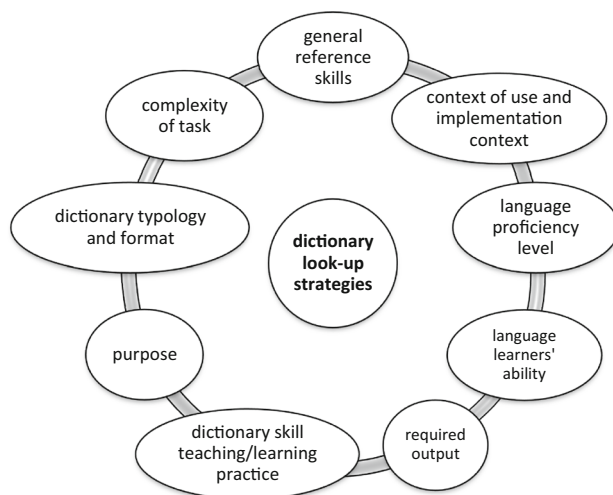 general
reference
skills
context of use and
implementation
context
language
proficiency
level
language
learners'
ability
required
output
dictionary skill
teaching/learning
practice
purpose
dictionary typology
and format
complexity
of task
dictionary
look-up
strategies